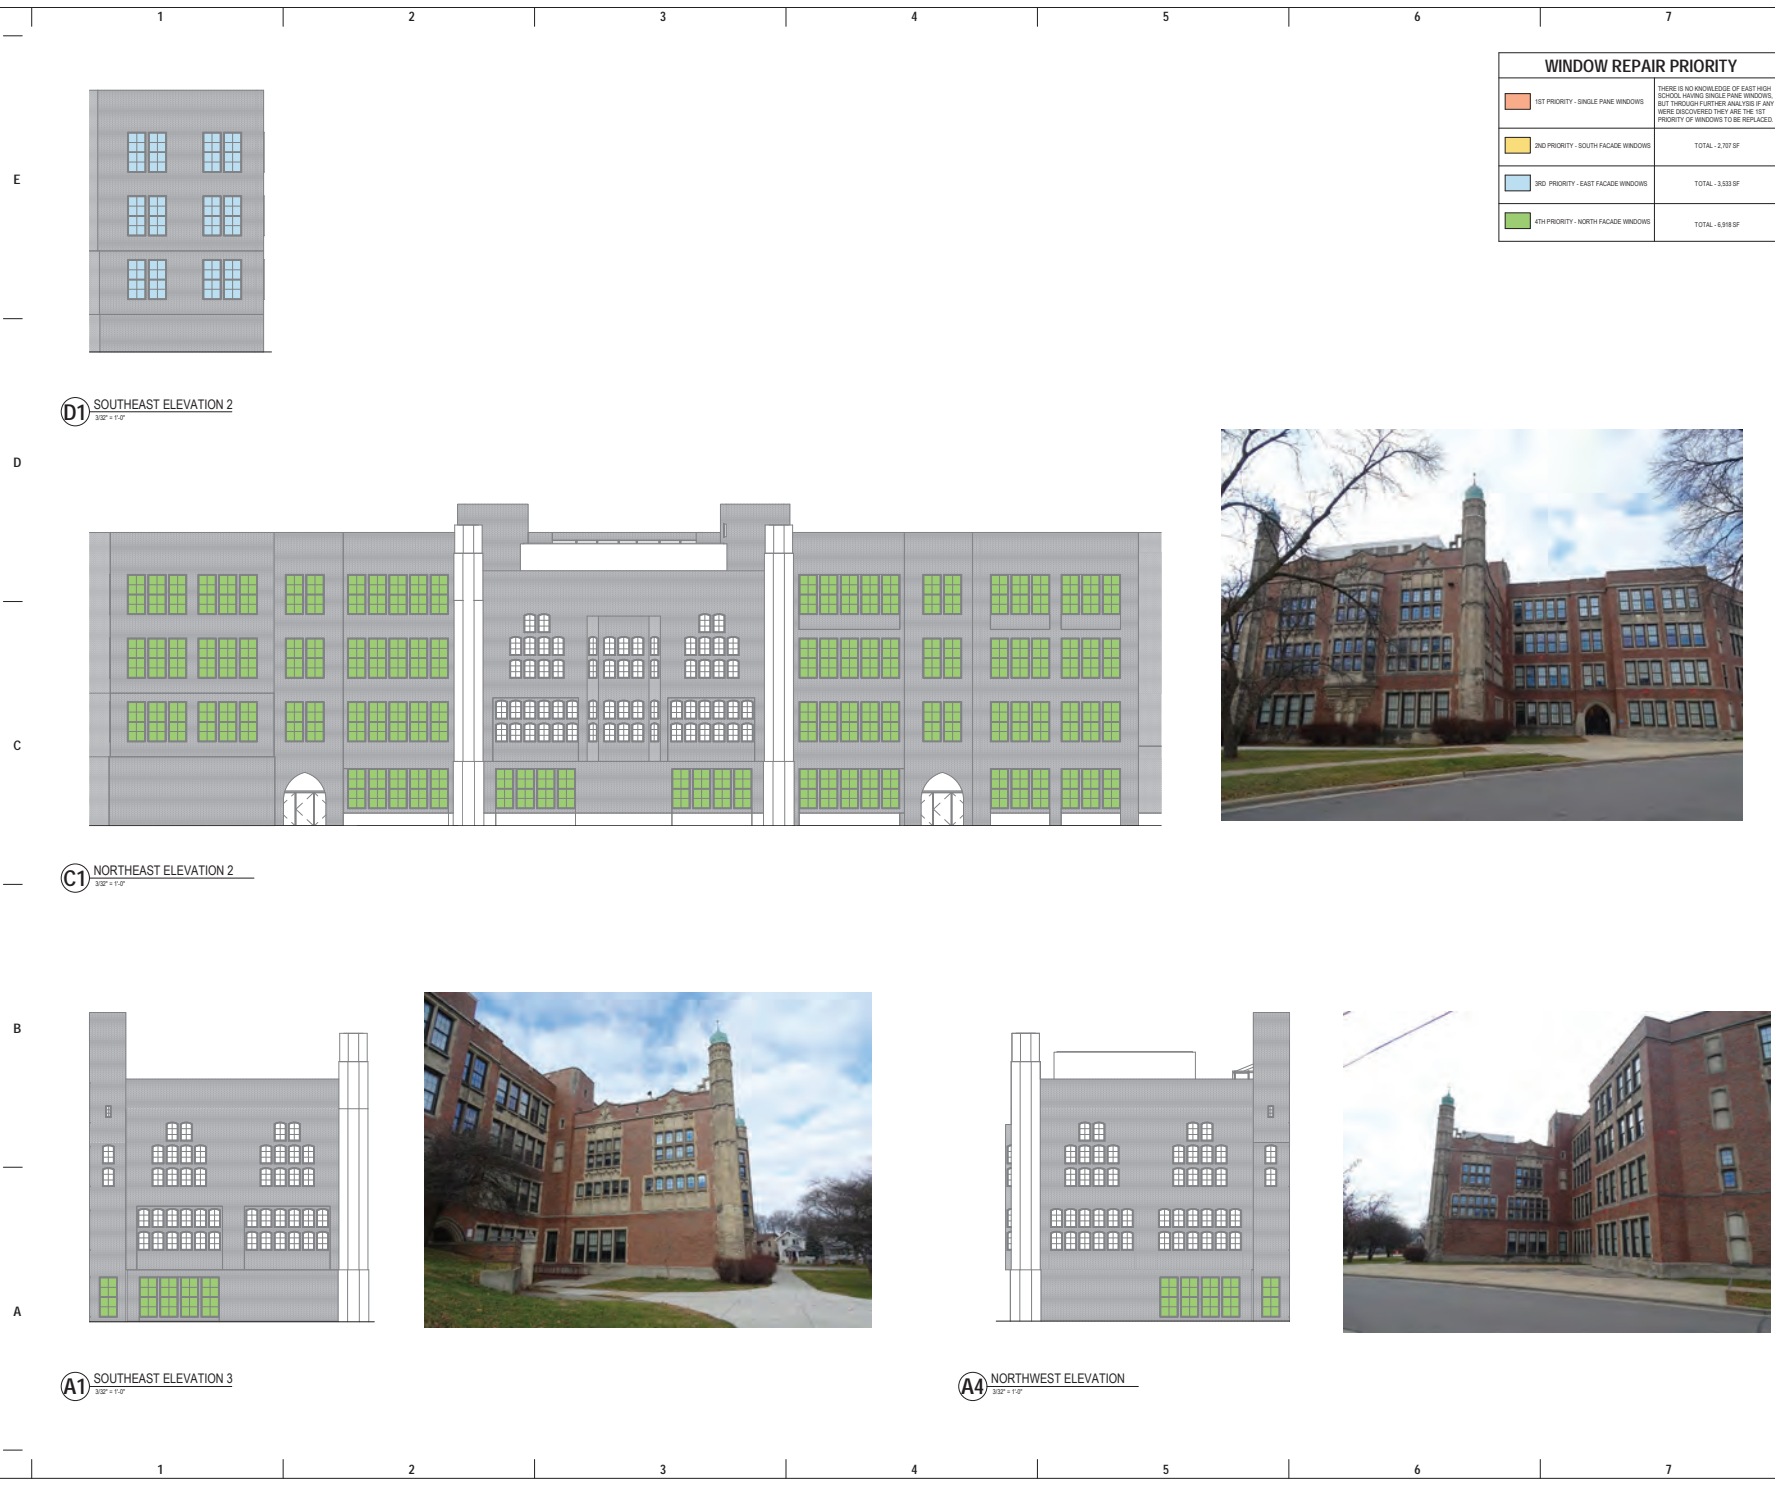 1 2 3 4 5 6 7
WINDOW REPAIR PRIORITY
1ST PRIORITY - SINGLE PANE WINDOWS
THERE IS NO KNOWLEDGE OF EAST HIGH
SCHOOL HAVING SINGLE PANE WINDOWS,
BUT THROUGH FURTHER ANALYSIS IF ANY
WERE DISCOVERED THEY ARE THE 1ST
PRIORITY OF WINDOWS TO BE REPLACED.
2ND PRIORITY - SOUTH FACADE WINDOWS
TOTAL - 2,707 SF
3RD PRIORITY - EAST FACADE WINDOWS
TOTAL - 3,533 SF
4TH PRIORITY - NORTH FACADE WINDOWS
TOTAL - 6,918 SF
E
D1 SOUTHEAST ELEVATION 2
3/32" = 1'-0"
D
C
C1 NORTHEAST ELEVATION 2
3/32" = 1'-0"
B
A
A1 SOUTHEAST ELEVATION 3
3/32" = 1'-0"
A4 NORTHWEST ELEVATION
3/32" = 1'-0"
1 2 3 4 5 6 7